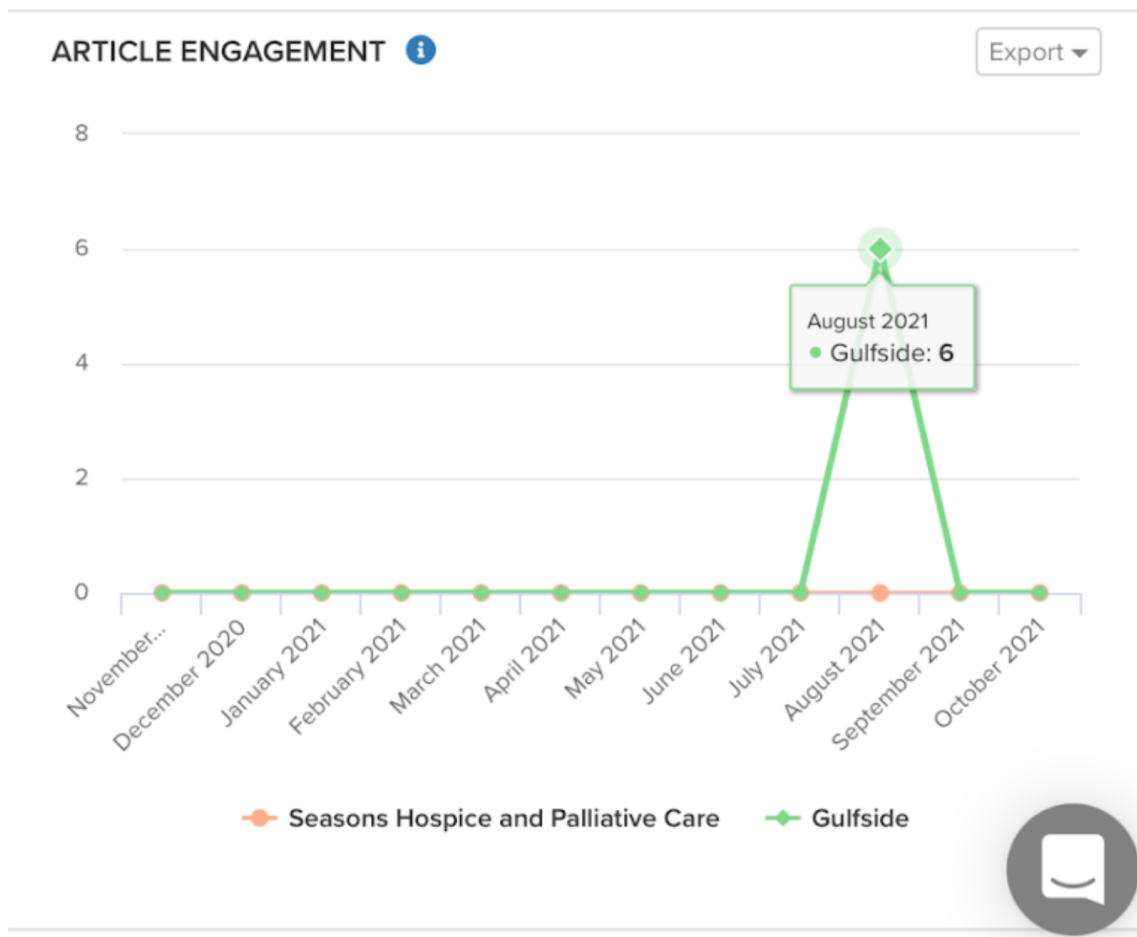 ARTICLE ENGAGEMENT
Export
8
6
4
2
0
August 2021
Gulfside: 6
November...
December 2020
January 2021
February 2021
March 2021
April 2021
May 2021
June 2021
July 2021
August 2021
September 2021
October 2021
Seasons Hospice and Palliative Care
Gulfside